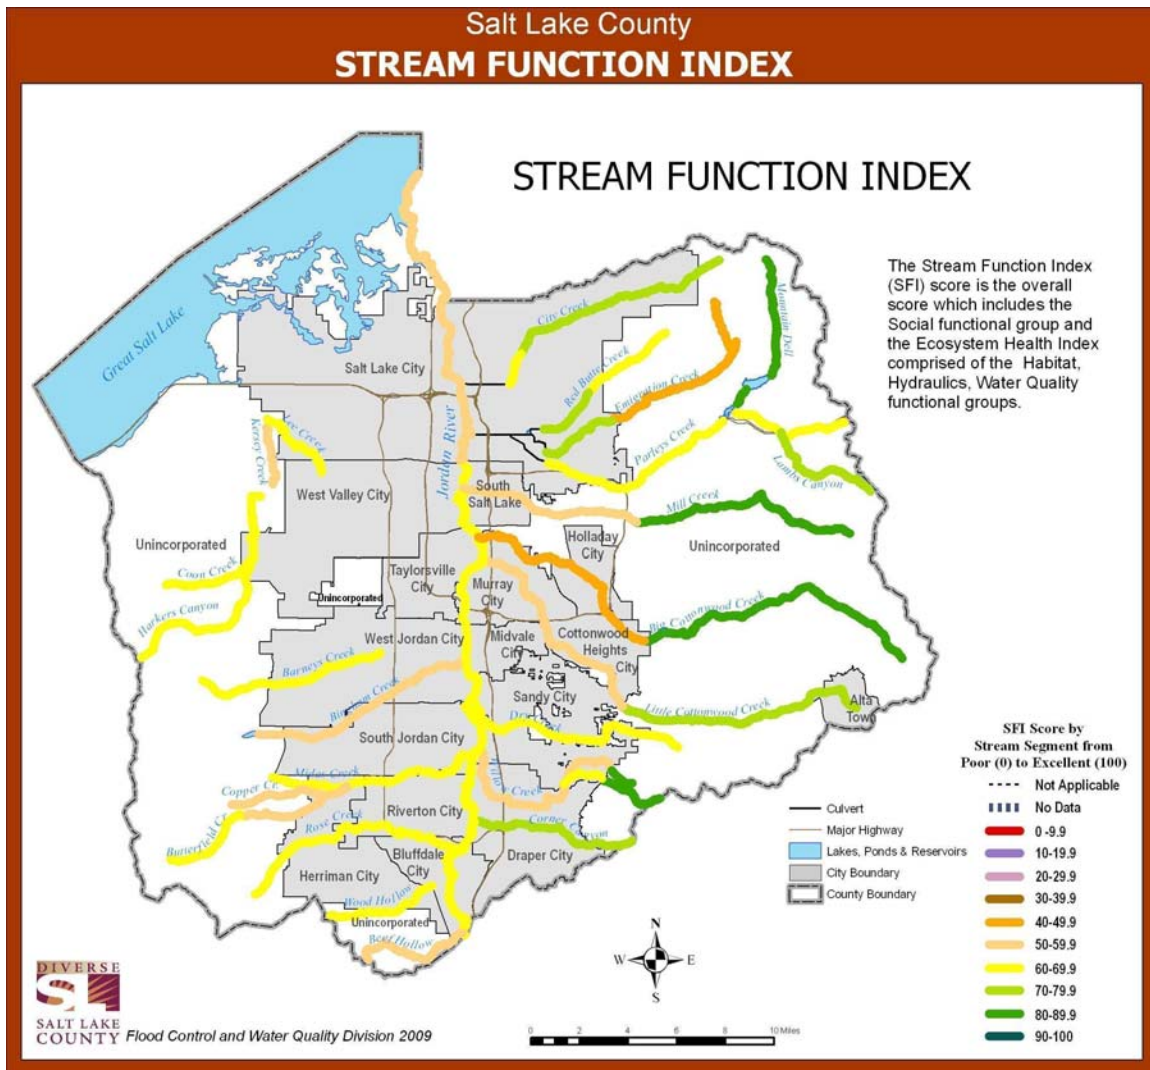 Salt Lake County
STREAM FUNCTION INDEX
STREAM FUNCTION INDEX
The Stream Function Index
(SFI) score is the overall
score which includes the
Social functional group and
the Ecosystem Health Index
comprised of the Habitat,
Hydraulics, Water Quality
functional groups.
Great Salt Lake
Salt Lake City
City Creek
Mountain Dell
Red Butte Creek
Emigration Creek
Jordan River
Kersey Creek
Lee Creek
Parleys Creek
Lambs Canyon
West Valley City
South
Salt Lake
Mill Creek
Unincorporated
Holladay
City
Unincorporated
Coon Creek
Taylorsville
City
Murray
City
Unincorporated
Harkers Canyon
Big Cottonwood Creek
West Jordan City
Midvale
City
Cottonwood
Heights
City
Barneys Creek
Bingham Creek
Sandy City
Little Cottonwood Creek
Alta
Town
South Jordan City
Dry Creek
Midas Creek
Willow Creek
Copper Cr.
Butterfield Cr.
Riverton City
Rose Creek
Corner Canyon
Bluffdale
City
Draper City
Herriman City
Wood Hollow
Unincorporated
Beef Hollow
Culvert
Major Highway
Lakes, Ponds & Reservoirs
City Boundary
County Boundary
SFI Score by
Stream Segment from
Poor (0) to Excellent (100)
Not Applicable
No Data
0 -9.9
10-19.9
20-29.9
30-39.9
40-49.9
50-59.9
60-69.9
70-79.9
80-89.9
90-100
N
W E
S
0 2 4 6 8 10 Miles
DIVERSE
SL
SALT LAKE
COUNTY
Flood Control and Water Quality Division 2009